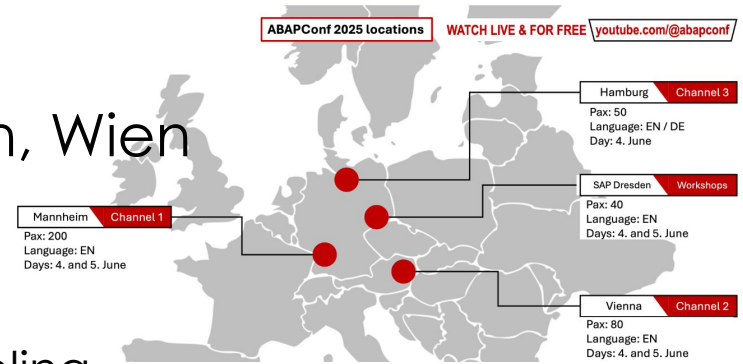 ABAPConf 2025 locations WATCH LIVE & FOR FREE youtube.com/@abapconf
Hamburg Channel 3
Pax: 50
Language: EN / DE
Day: 4. June
, Wien
SAP Dresden Workshops
Pax: 40
Language: EN
Days: 4. and 5. June
Mannheim Channel 1
Pax: 200
Language: EN
Days: 4. and 5. June
Vienna Channel 2
Pax: 80
Language: EN
Days: 4. and 5. June